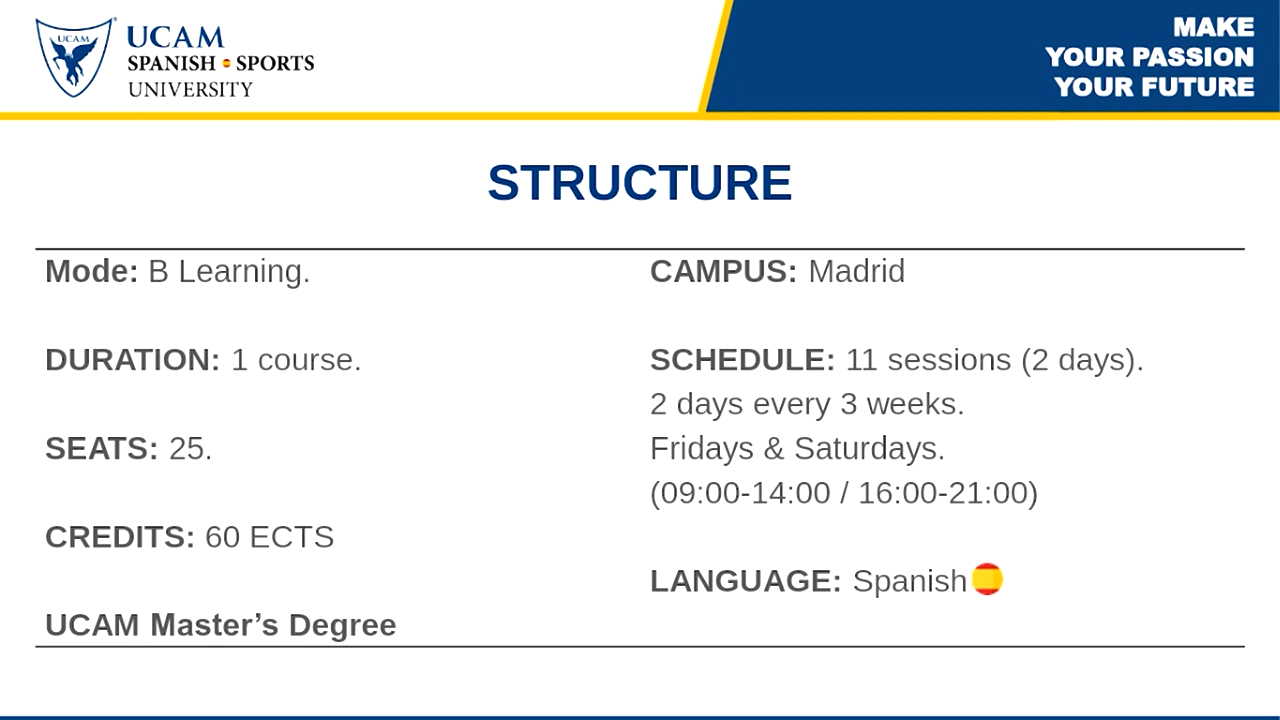 UCAM
UCAM
SPANISH SPORTS
UNIVERSITY
MAKE
YOUR PASSION
YOUR FUTURE
STRUCTURE
Mode: B Learning.
DURATION: 1 course.
SEATS: 25.
CREDITS: 60 ECTS
UCAM Master’s Degree
CAMPUS: Madrid
SCHEDULE: 11 sessions (2 days).
2 days every 3 weeks.
Fridays & Saturdays.
(09:00-14:00 / 16:00-21:00)
LANGUAGE: Spanish